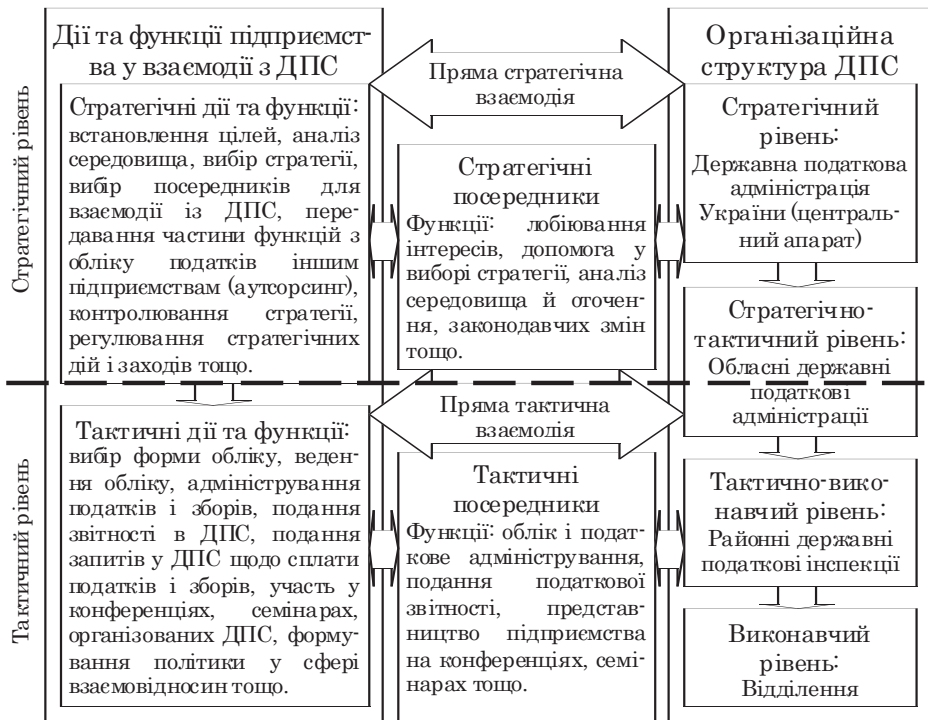 Дії та функції підприємст-
ва у взаємодії з ДПС
Стратегічні дії та функції:
встановлення цілей, аналіз
середовища, вибір стратегії,
вибір посередників для
взаємодії із ДПС, пере-
давання частини функцій з
обліку податків іншим
підприємствам (аутсорсинг),
контролювання стратегії,
регулювання стратегічних
дій і заходів тощо.
Тактичні дії та функції:
вибір форми обліку, веден-
ня обліку, адміністрування
податків і зборів, подання
звітності в ДПС, подання
запитів у ДПС щодо сплати
податків і зборів, участь у
конференціях, семінарах,
організованих ДПС, форму-
вання політики у сфері
взаємовідносин тощо.
Пряма стратегічна
взаємодія
Стратегічні
посередники
Функції: лобіювання
інтересів, допомога у
виборі стратегії, аналіз
середовища й оточен-
ня, законодавчих змін
тощо.
Пряма тактична
взаємолія
Тактичні
посередники
Функції: облік і подат-
кове адміністрування,
подання податкової
звітності, представ-
ництво підприємства
на конференціях, семі-
нарах тощо.
Організаційна
структура ДПС
Стратегічний
рівень:
Державна податкова
адміністрація
України (централь-
ний апарат)
Стратегічно-
тактичний рівень:
Обласні державні
податкові
адміністрації
Тактично-вико-
навчий рівень:
Районні державні
податкові інспекції
Виконавчий
рівень:
Відділення
Стратегічний рівень
Тактичний рівень